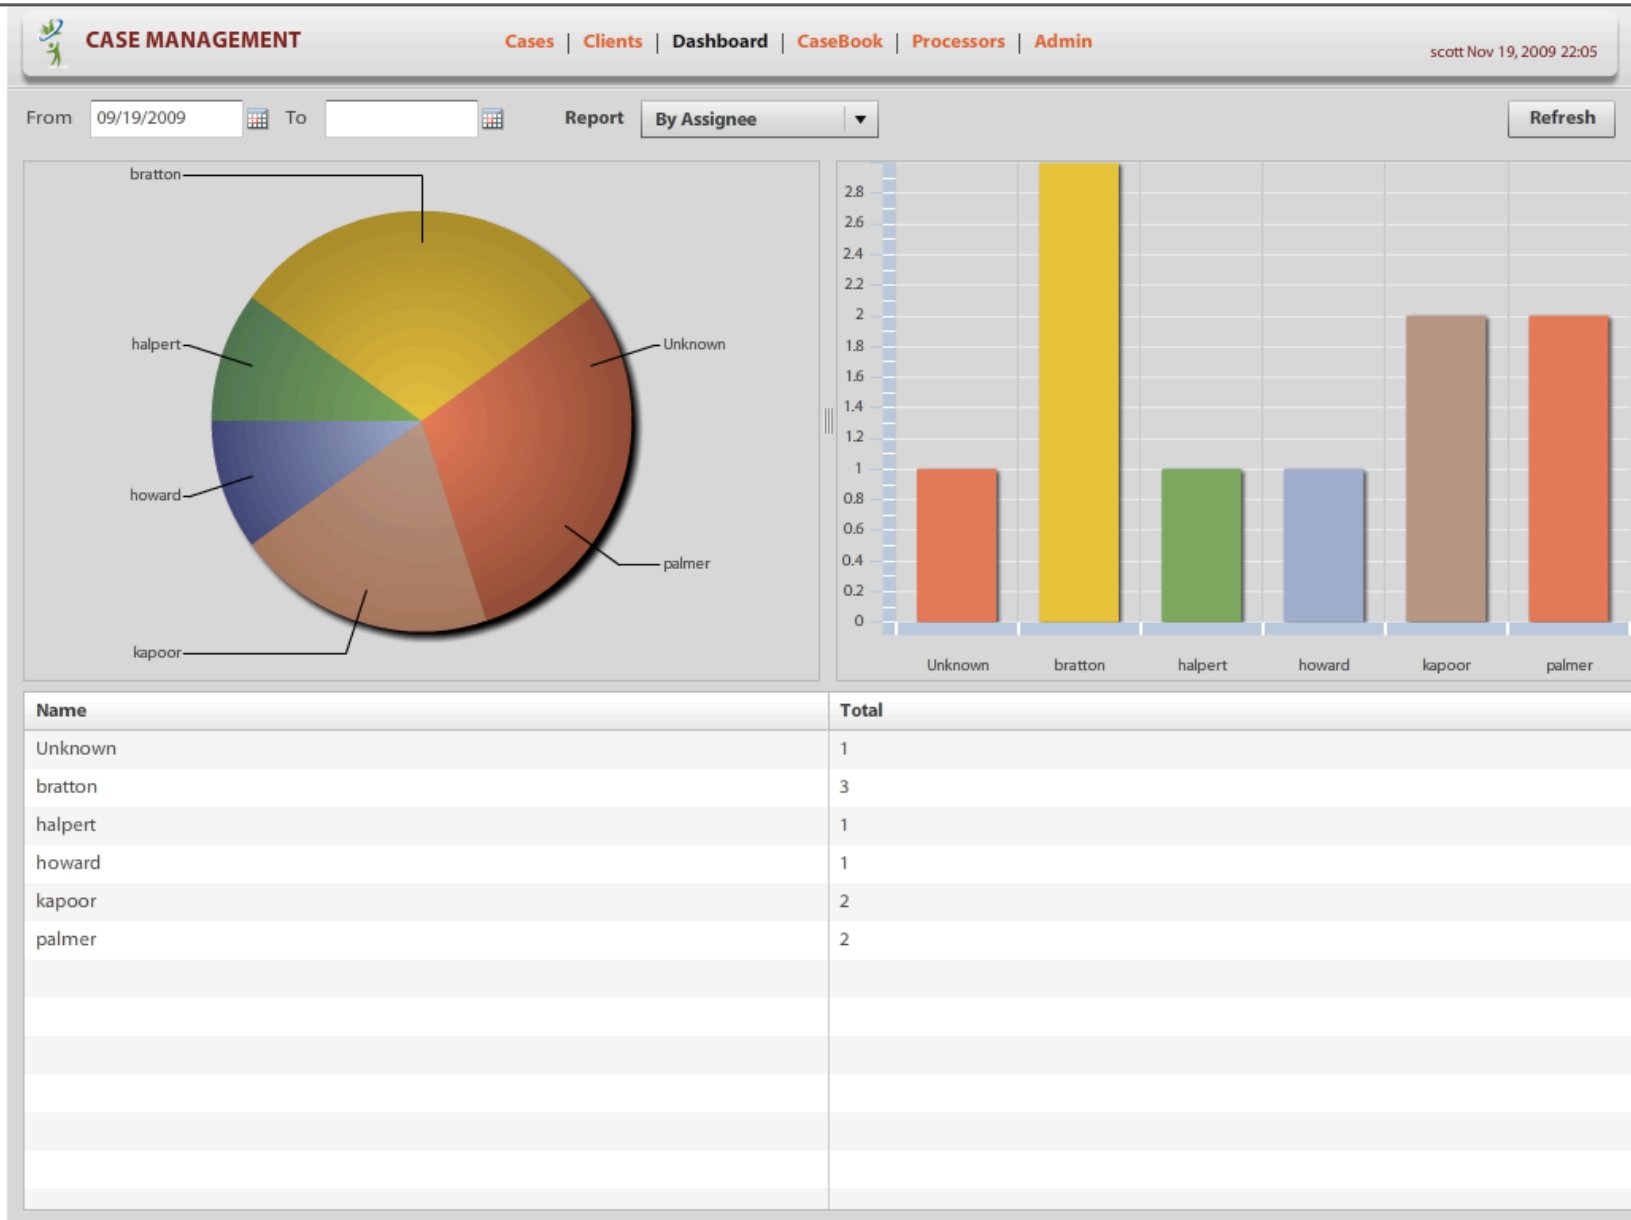 CASE MANAGEMENT
Cases | Clients | Dashboard | CaseBook | Processors | Admin
scott Nov 19, 2009 22:05
From 09/19/2009 To Report By Assignee Refresh
bratton
halpert
Unknown
howard
palmer
kapoor
2.8
2.6
2.4
2.2
2
1.8
1.6
1.4
1.2
1
0.8
0.6
0.4
0.2
0
Unknown bratton halpert howard kapoor palmer
Name Total
Unknown 1
bratton 3
halpert 1
howard 1
kapoor 2
palmer 2